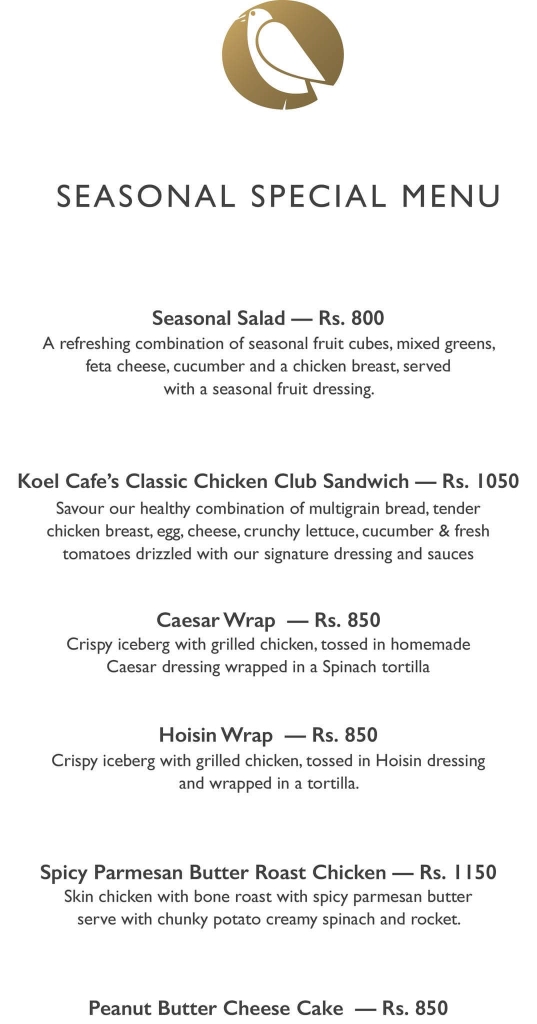 SEASONAL SPECIAL MENU
Seasonal Salad — Rs. 800
A refreshing combination of seasonal fruit cubes, mixed greens,
feta cheese, cucumber and a chicken breast, served
with a seasonal fruit dressing.
Koel Cafe's Classic Chicken Club Sandwich — Rs. 1050
Savour our healthy combination of multigrain bread, tender
chicken breast, egg, cheese, crunchy lettuce, cucumber & fresh
tomatoes drizzled with our signature dressing and sauces
Caesar Wrap — Rs. 850
Crispy iceberg with grilled chicken, tossed in homemade
Caesar dressing wrapped in a Spinach tortilla
Hoisin Wrap — Rs. 850
Crispy iceberg with grilled chicken, tossed in Hoisin dressing
and wrapped in a tortilla.
Spicy Parmesan Butter Roast Chicken — Rs. 1150
Skin chicken with bone roast with spicy parmesan butter
serve with chunky potato creamy spinach and rocket.
Peanut Butter Cheese Cake — Rs. 850